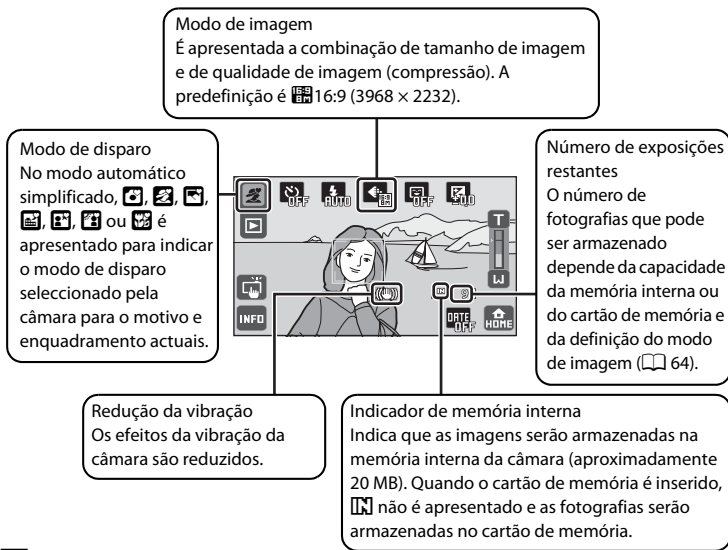 Modo de imagem
É apresentada a combinação de tamanho de imagem
e de qualidade de imagem (compressão). A
predefinição é 16:9 (3968 × 2232).
Modo de disparo
No modo automático
simplificado, , , ,
, , ou é
apresentado para indicar
o modo de disparo
seleccionado pela
câmara para o motivo e
enquadramento actuais.
OFF AUTO OFF ±0.0
T
W
INFO
IN 9
DATE
OFF
HOME
Número de exposições
restantes
O número de
fotografias que pode
ser armazenado
depende da capacidade
da memória interna ou
do cartão de memória e
da definição do modo
de imagem ( 64).
Redução da vibração
Os efeitos da vibração da
câmara são reduzidos.
Indicador de memória interna
Indica que as imagens serão armazenadas na
memória interna da câmara (aproximadamente
20 MB). Quando o cartão de memória é inserido,
IN não é apresentado e as fotografias serão
armazenadas no cartão de memória.